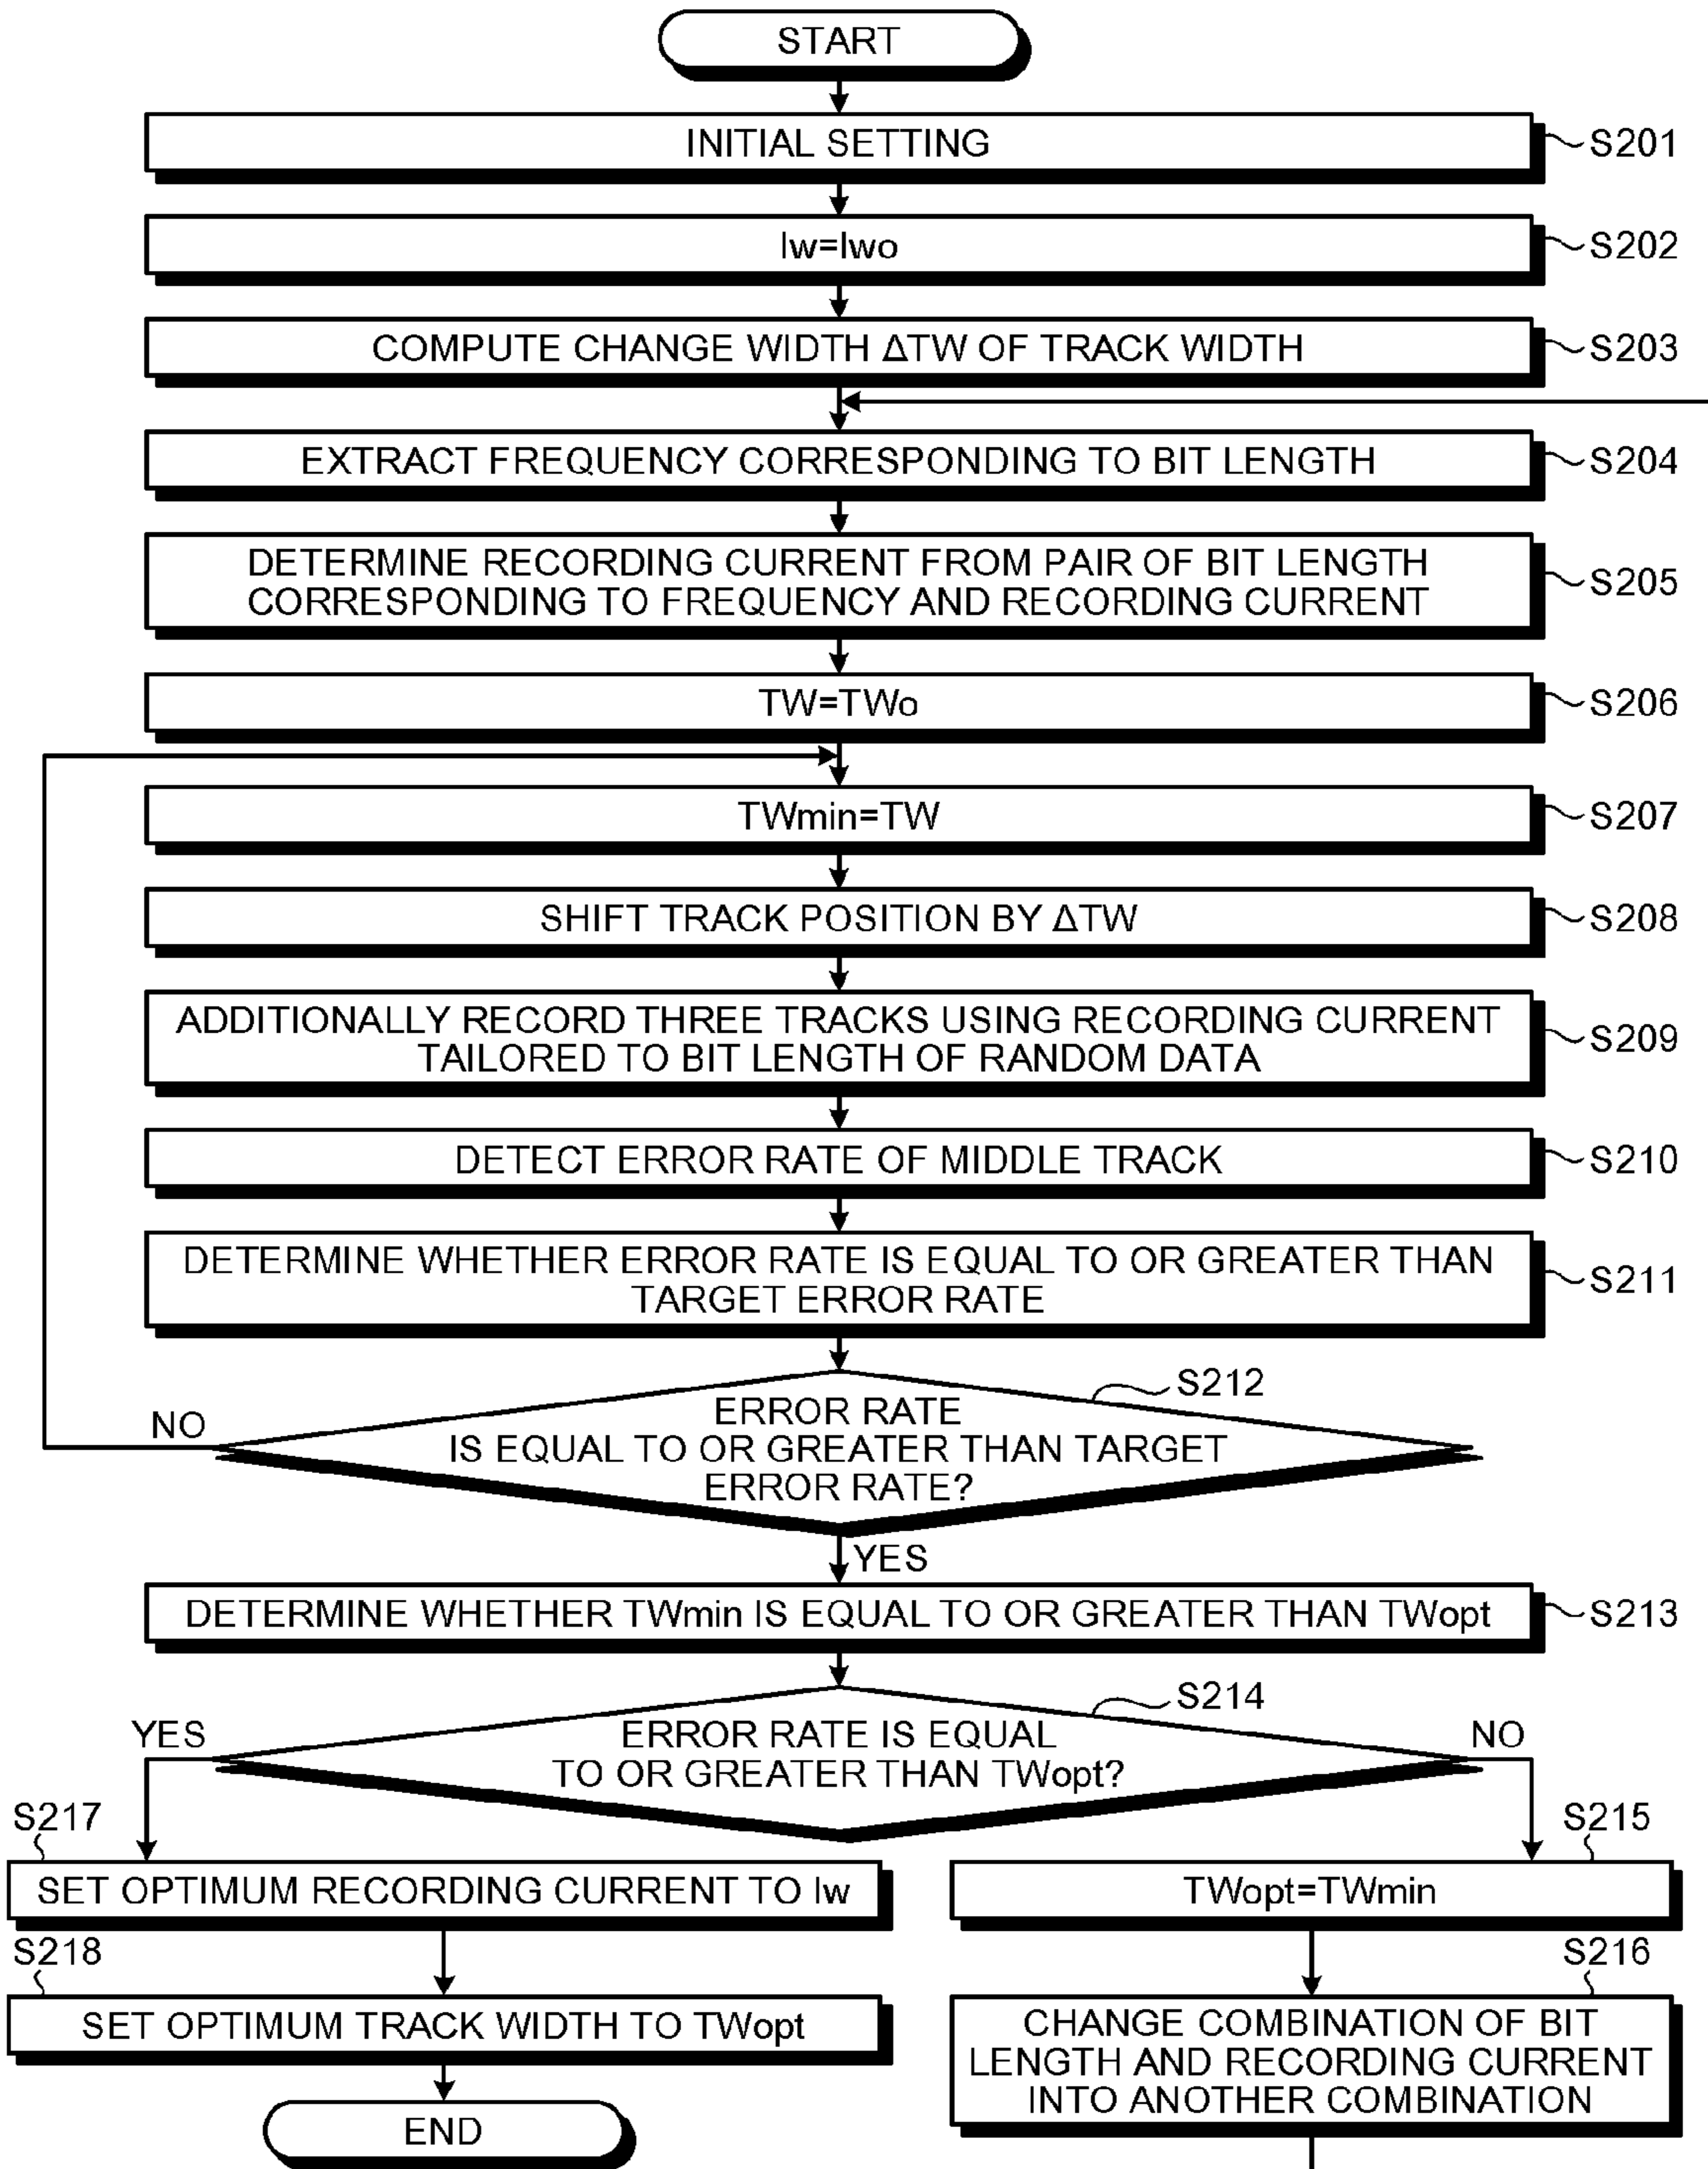 START
INITIAL SETTING
S201
Iw=Iwo
S202
COMPUTE CHANGE WIDTH ΔTW OF TRACK WIDTH
S203
EXTRACT FREQUENCY CORRESPONDING TO BIT LENGTH
S204
DETERMINE RECORDING CURRENT FROM PAIR OF BIT LENGTH
CORRESPONDING TO FREQUENCY AND RECORDING CURRENT
S205
TW=TWo
S206
TWmin=TW
S207
SHIFT TRACK POSITION BY ΔTW
S208
ADDITIONALLY RECORD THREE TRACKS USING RECORDING CURRENT
TAILORED TO BIT LENGTH OF RANDOM DATA
S209
DETECT ERROR RATE OF MIDDLE TRACK
S210
DETERMINE WHETHER ERROR RATE IS EQUAL TO OR GREATER THAN
TARGET ERROR RATE
S211
S212
NO
ERROR RATE
IS EQUAL TO OR GREATER THAN TARGET
ERROR RATE?
YES
DETERMINE WHETHER TWmin IS EQUAL TO OR GREATER THAN TWopt
S213
S214
YES
ERROR RATE IS EQUAL
TO OR GREATER THAN TWopt?
NO
S217
SET OPTIMUM RECORDING CURRENT TO Iw
S215
TWopt=TWmin
S218
SET OPTIMUM TRACK WIDTH TO TWopt
S216
CHANGE COMBINATION OF BIT
LENGTH AND RECORDING CURRENT
INTO ANOTHER COMBINATION
END